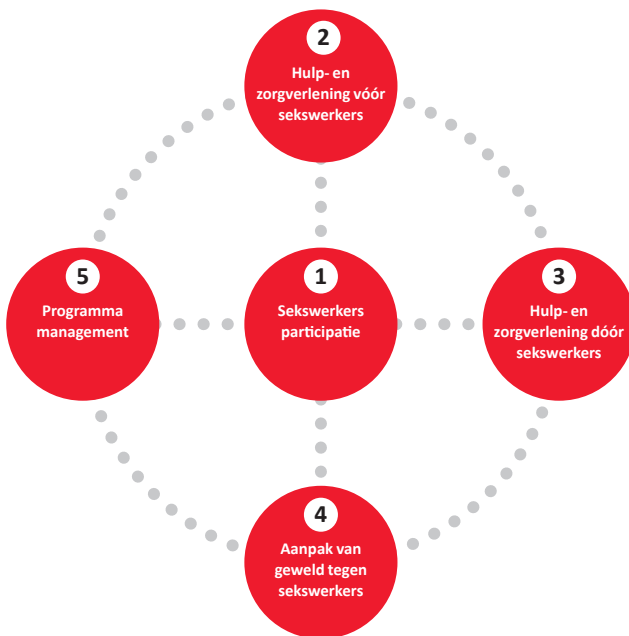 2
Hulp- en
zorgverlening vóór
sekswerkers
5
Programma
management
1
Sekswerkers
participatie
3
Hulp- en
zorgverlening dóór
sekswerkers
4
Aanpak van
geweld tegen
sekswerkers